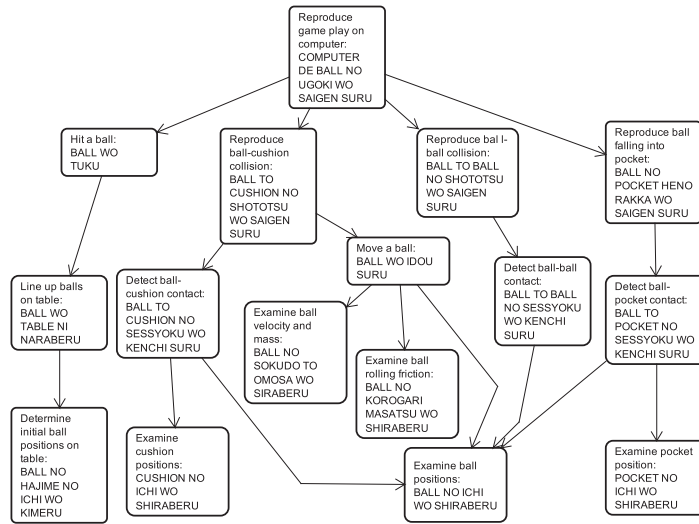 Reproduce
game play on
computer:
COMPUTER
DE BALL NO
UGOKI WO
SAIGEN SURU
Hit a ball:
BALL WO
TUKU
Reproduce
ball-cushion
collision:
BALL TO
CUSHION NO
SHOTOTSU
WO SAIGEN
SURU
Reproduce bal l-
ball collision:
BALL TO BALL
NO SHOTOTSU
WO SAIGEN
SURU
Reproduce ball
falling into
pocket:
BALL NO
POCKET HENO
RAKKA WO
SAIGEN SURU
Move a ball:
BALL WO IDOU
SURU
Line up balls
on table:
BALL WO
TABLE NI
NARABERU
Detect ball-
cushion contact:
BALL TO
CUSHION NO
SESSYOKU WO
KENCHI SURU
Detect ball-ball
contact:
BALL TO BALL
NO SESSYOKU
WO KENCHI
SURU
Detect ball-
pocket contact:
BALL TO
POCKET NO
SESSYOKU WO
KENCHI SURU
Examine ball
velocity and
mass:
BALL NO
SOKUDO TO
OMOSA WO
SIRABERU
Examine ball
rolling friction:
BALL NO
KOROGARI
MASATSU WO
SHIRABERU
Determine
initial ball
positions on
table:
BALL NO
HAJIME NO
ICHI WO
KIMERU
Examine
cushion
positions:
CUSHION NO
ICHI WO
SHIRABERU
Examine ball
positions:
BALL NO ICHI
WO SHIRABERU
Examine pocket
position:
POCKET NO
ICHI WO
SHIRABERU